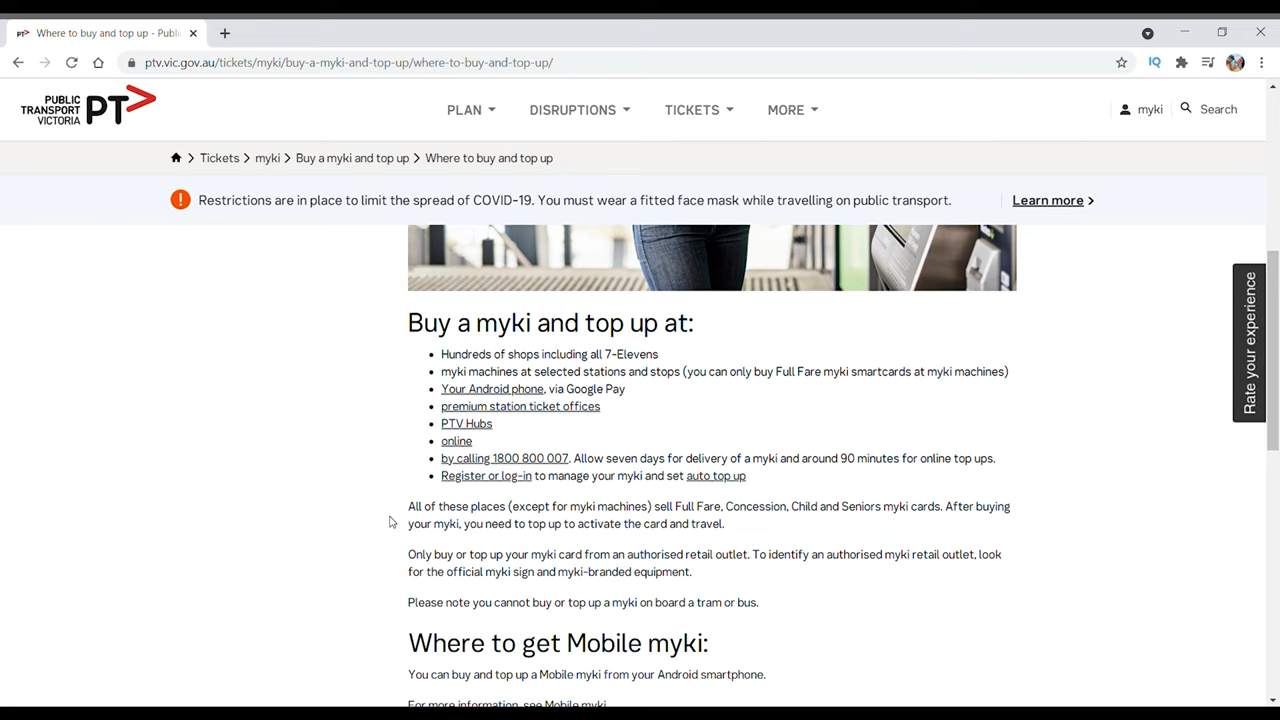 PT> Where to buy and top up - Publi
ptv.vic.gov.au/tickets/myki/buy-a-myki-and-top-up/where-to-buy-and-top-up/
IQ
PUBLIC TRANSPORT VICTORIA PT>
PLAN DISRUPTIONS TICKETS MORE myki Search
Tickets > myki > Buy a myki and top up > Where to buy and top up
! Restrictions are in place to limit the spread of COVID-19. You must wear a fitted face mask while travelling on public transport. Learn more >
Rate your experience
Buy a myki and top up at:
• Hundreds of shops including all 7-Elevens
• myki machines at selected stations and stops (you can only buy Full Fare myki smartcards at myki machines)
• Your Android phone, via Google Pay
• premium station ticket offices
• PTV Hubs
• online
• by calling 1800 800 007. Allow seven days for delivery of a myki and around 90 minutes for online top ups.
• Register or log-in to manage your myki and set auto top up
All of these places (except for myki machines) sell Full Fare, Concession, Child and Seniors myki cards. After buying
your myki, you need to top up to activate the card and travel.
Only buy or top up your myki card from an authorised retail outlet. To identify an authorised myki retail outlet, look
for the official myki sign and myki-branded equipment.
Please note you cannot buy or top up a myki on board a tram or bus.
Where to get Mobile myki:
You can buy and top up a Mobile myki from your Android smartphone.
For more information, see Mobile myki.